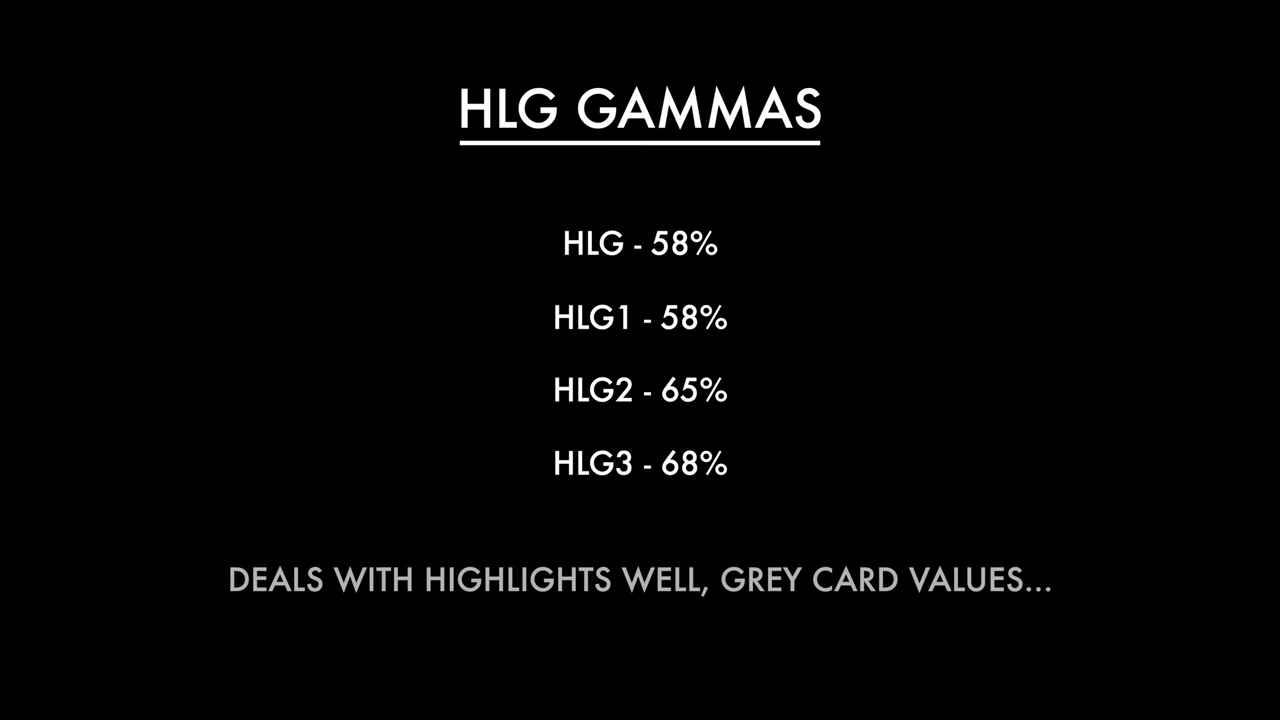 HLG GAMMAS
HLG - 58%
HLG1 - 58%
HLG2 - 65%
HLG3 - 68%
DEALS WITH HIGHLIGHTS WELL, GREY CARD VALUES...